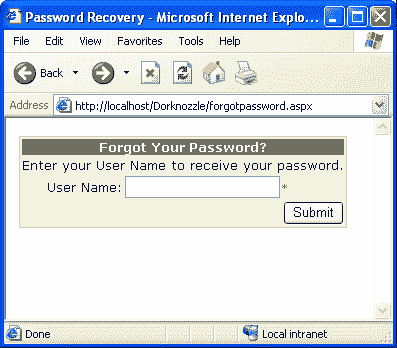 Password Recovery - Microsoft Internet Explo...
File Edit View Favorites Tools Help
Back
Address http://localhost/Dorknozzle/forgotpassword.aspx
Forgot Your Password?
Enter your User Name to receive your password.
User Name: *
Submit
Done Local intranet